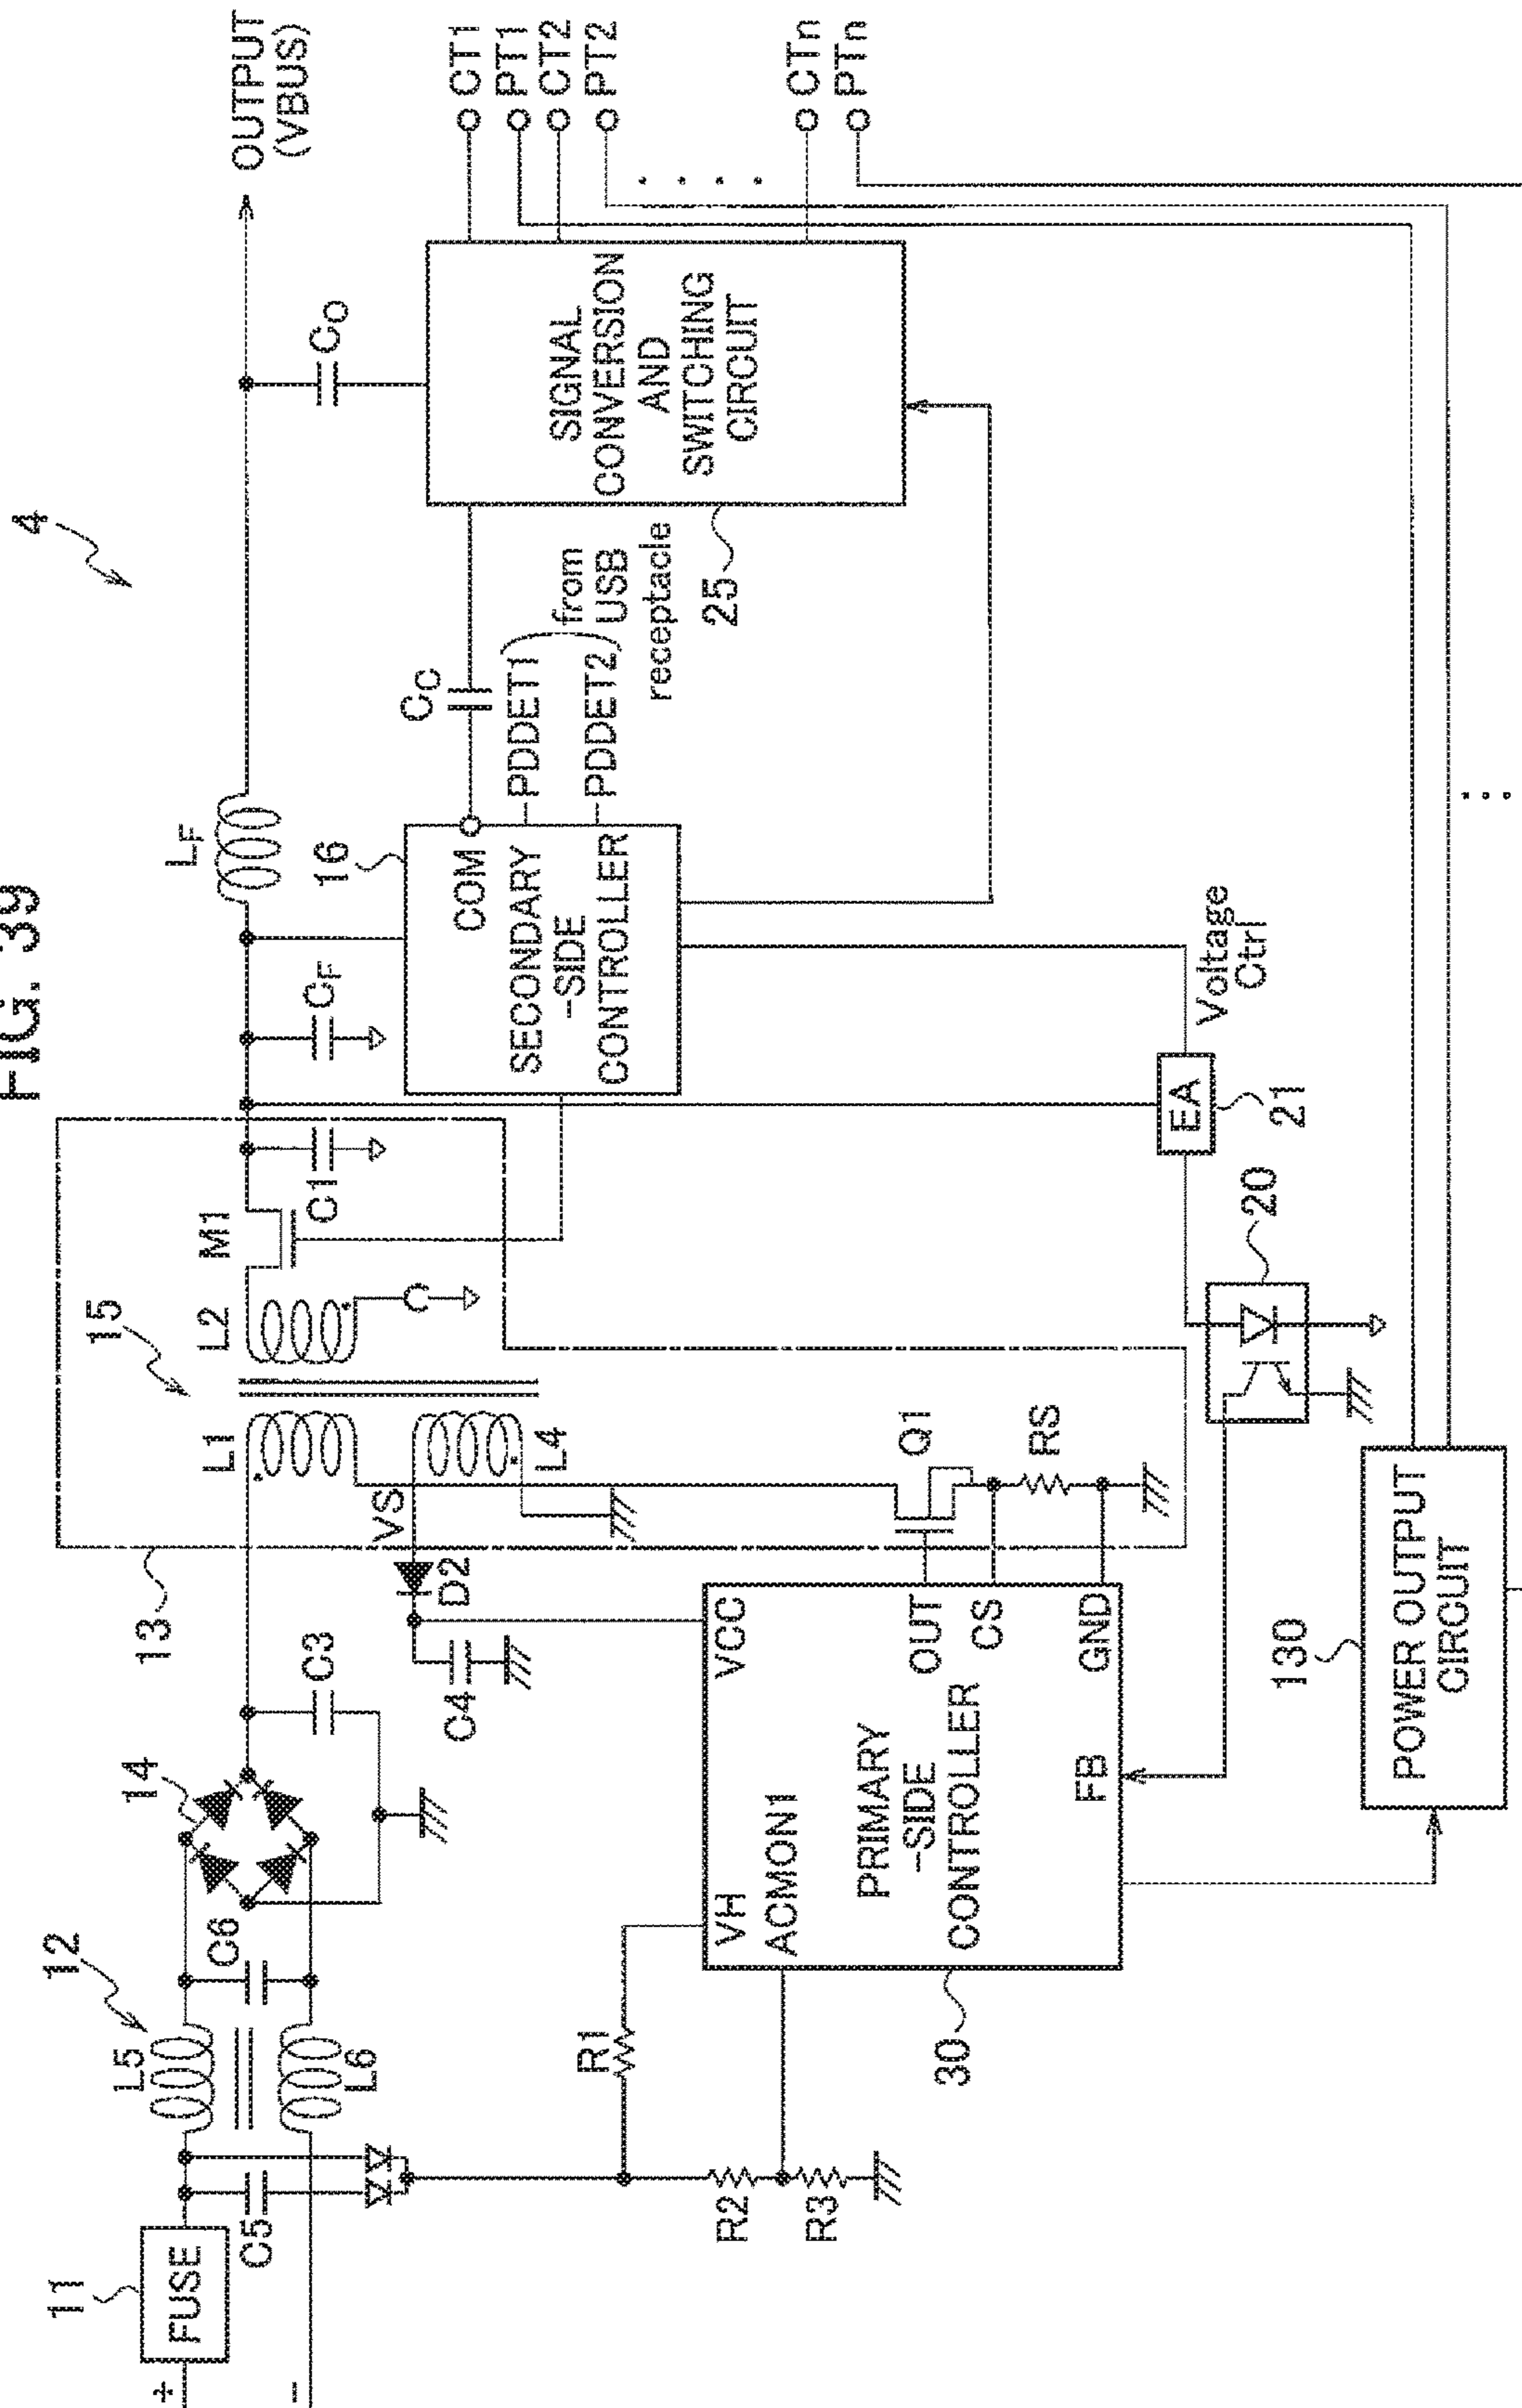 FIG. 39
4
11
FUSE
+
-
12
L5
L6
C5
C6
14
C3
13
15
L1
L2
L4
VS
D2
C4
M1
C1
CF
LF
OUTPUT
(VBUS)
CO
16
COM
SECONDARY
-SIDE
CONTROLLER
CC
PDDET1
PDDET2
from
USB
receptacle
25
SIGNAL
CONVERSION
AND
SWITCHING
CIRCUIT
CT1
PT1
CT2
PT2
CTn
PTn
R1
R2
R3
30
VH
VCC
ACMON1
PRIMARY
-SIDE
CONTROLLER
OUT
CS
GND
FB
Q1
RS
20
EA
21
Voltage
Ctrl
130
POWER OUTPUT
CIRCUIT